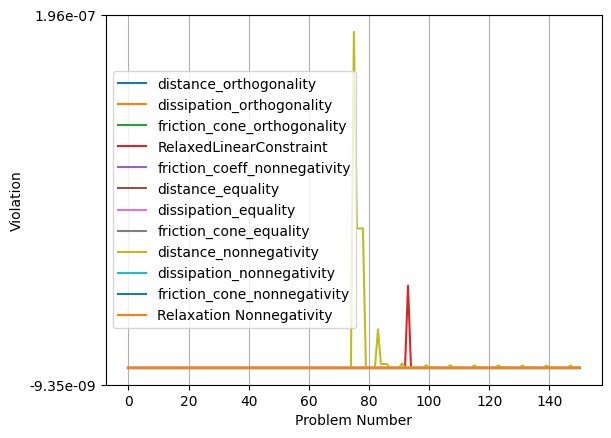 1.96e-07
Violation
distance_orthogonality
dissipation_orthogonality
friction_cone_orthogonality
RelaxedLinearConstraint
friction_coeff_nonnegativity
distance_equality
dissipation_equality
friction_cone_equality
distance_nonnegativity
dissipation_nonnegativity
friction_cone_nonnegativity
Relaxation Nonnegativity
-9.35e-09
0 20 40 60 80 100 120 140
Problem Number